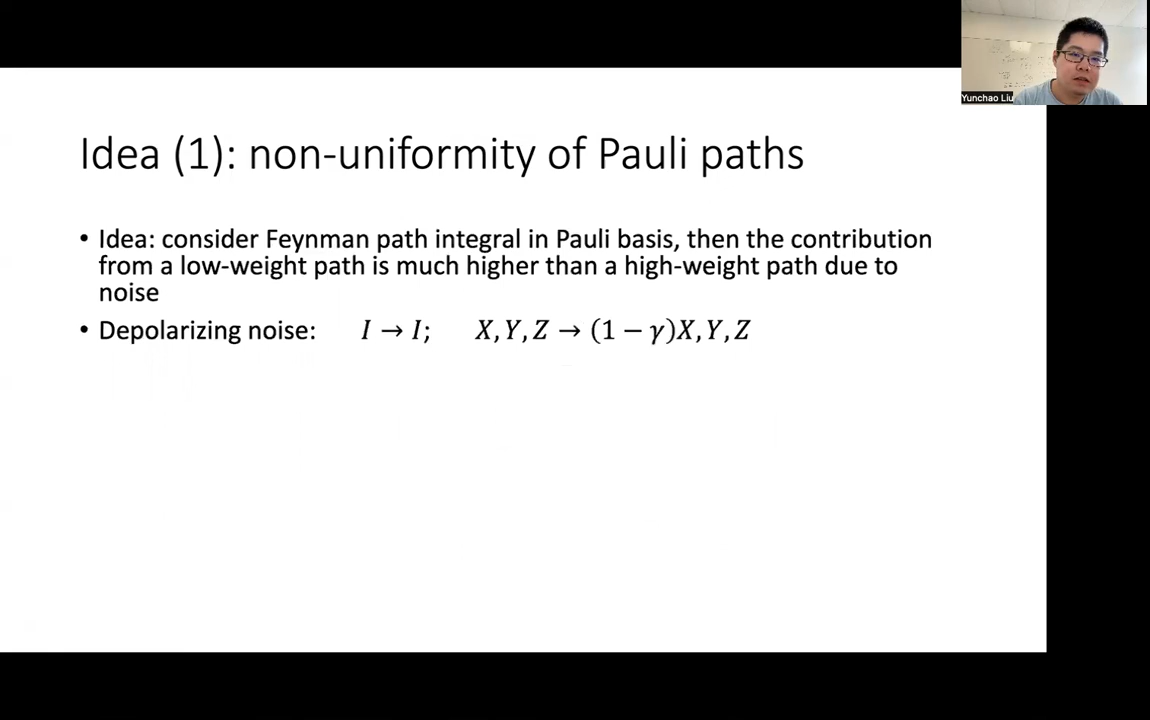 Yunchao Liu
Idea (1): non-uniformity of Pauli paths
• Idea: consider Feynman path integral in Pauli basis, then the contribution
from a low-weight path is much higher than a high-weight path due to
noise
• Depolarizing noise: I → I; X, Y, Z → (1 − γ)X, Y, Z